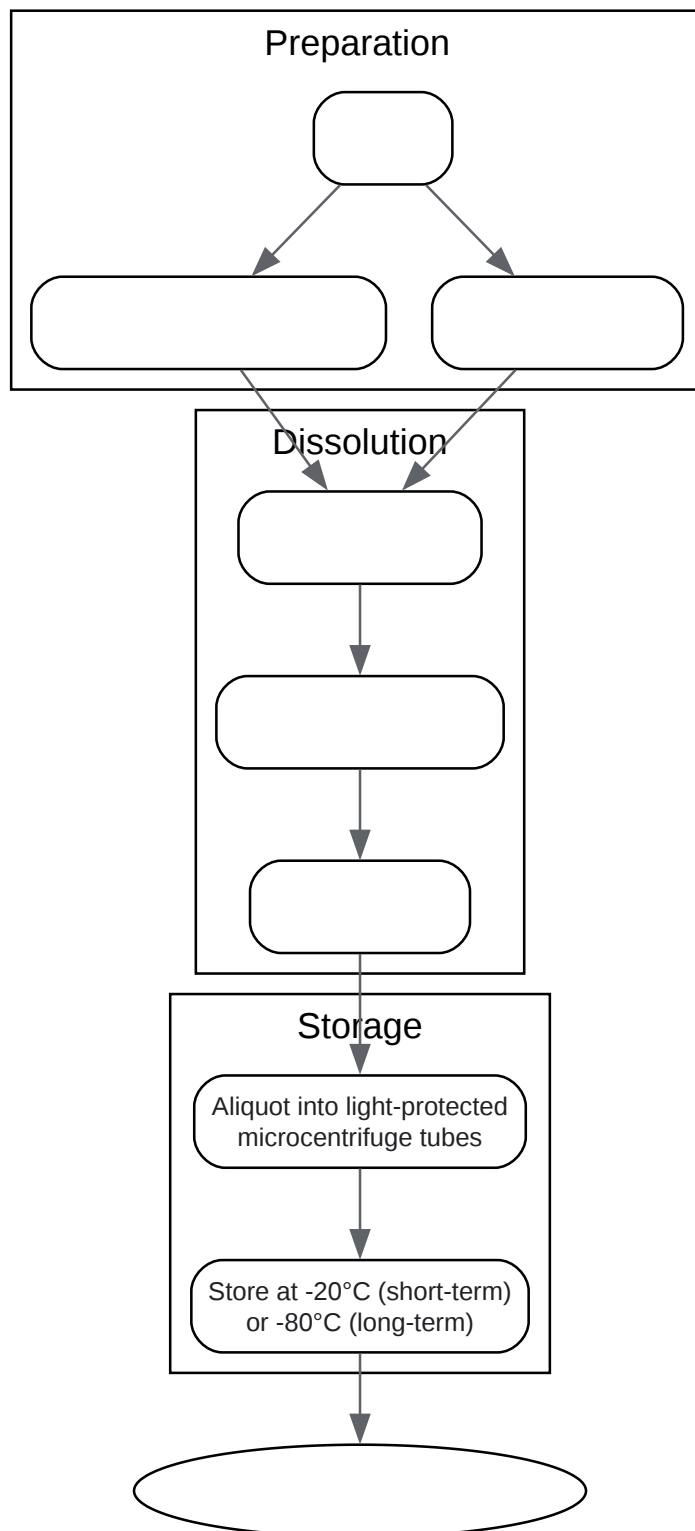 Preparation
Dissolution
Storage
Aliquot into light-protected
microcentrifuge tubes
Store at -20°C (short-term)
or -80°C (long-term)